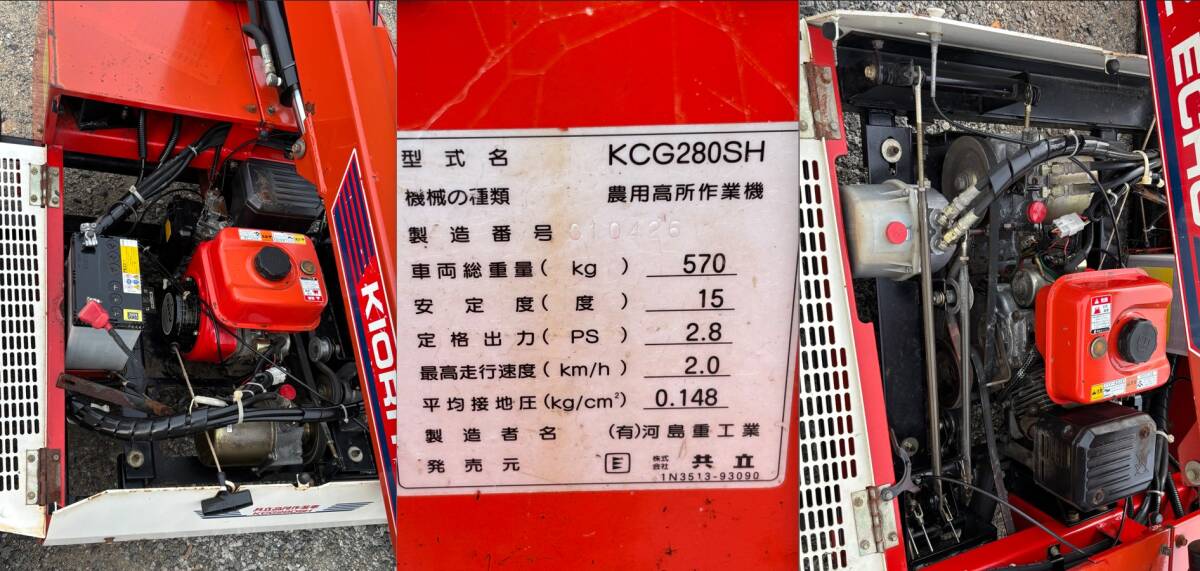 KIORI
型式名 KCG280SH
機械の種類 農用高所作業機
製造番号 010426
車両総重量( kg ) 570
安定度( 度 ) 15
定格出力( PS ) 2.8
最高走行速度( km/h ) 2.0
平均接地圧(kg/cm²) 0.148
製造者名 (有)河島重工業
発売元 E 株式会社 共立
1N3513-93090
ECHO